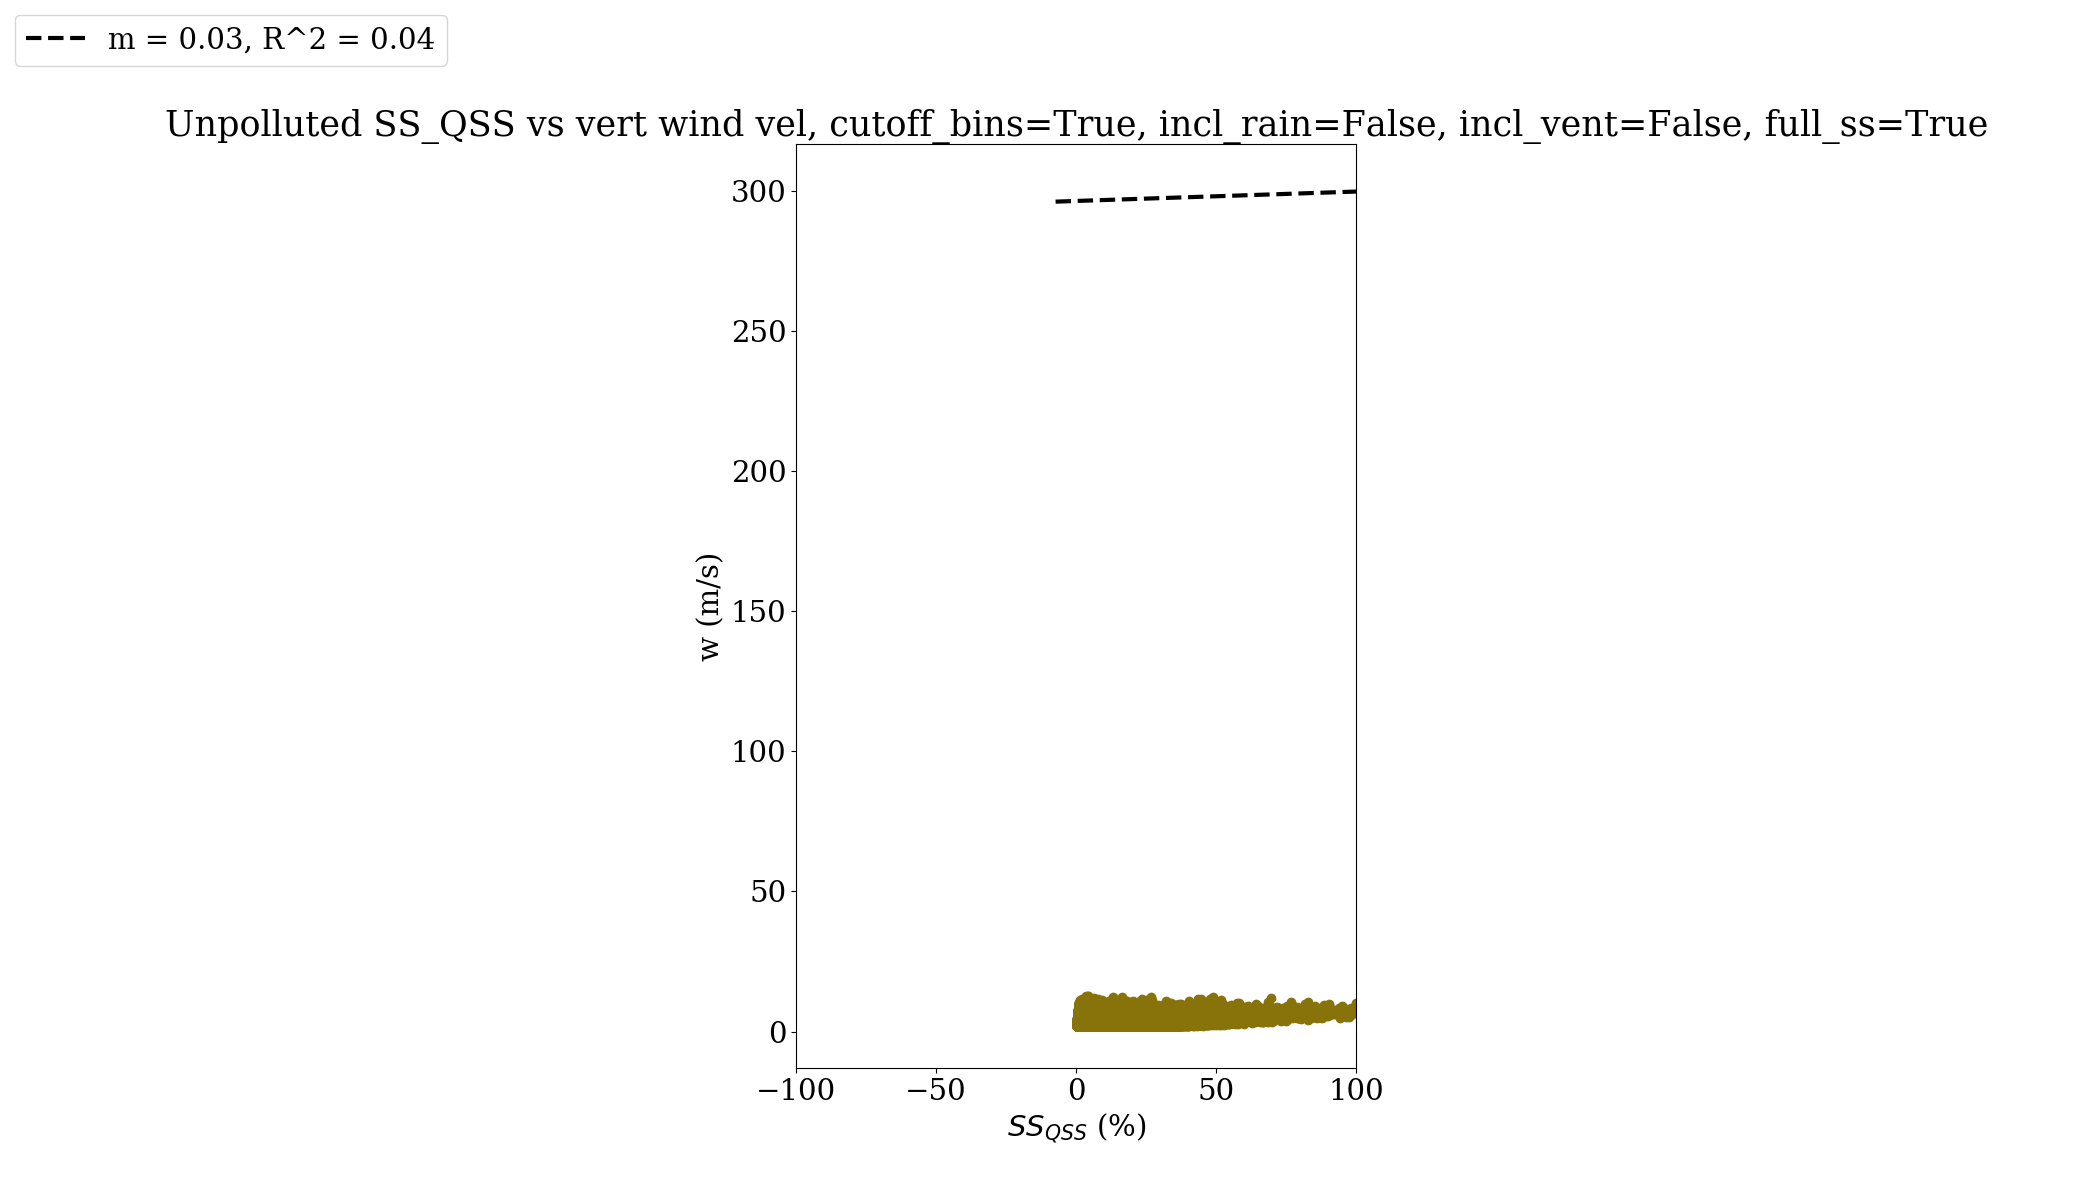 m = 0.03, R^2 = 0.04
Unpolluted SS_QSS vs vert wind vel, cutoff_bins=True, incl_rain=False, incl_vent=False, full_ss=True
300
250
200
150
100
50
0
w (m/s)
−100 −50 0 50 100
SS_QSS (%)